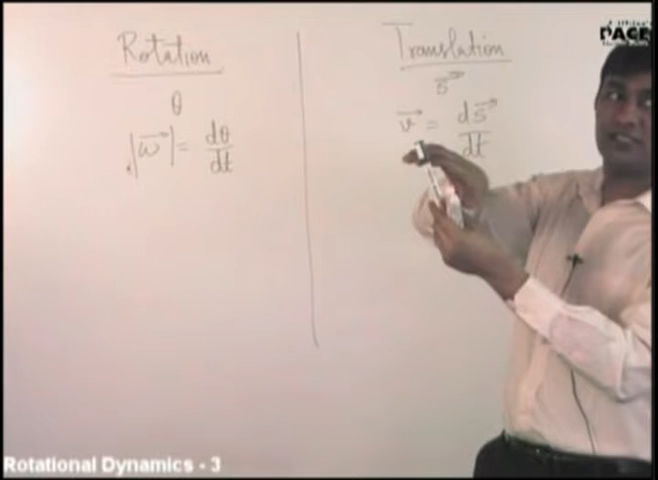 Rotation
θ
|ω⃗| = dθ/dt
Translation
s⃗
v⃗ = ds⃗/dt
PACE
Rotational Dynamics - 3